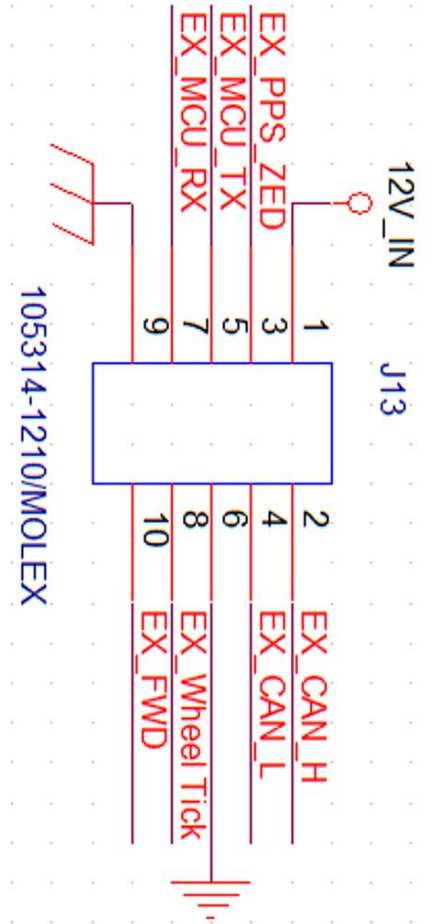 J13
12V_IN
1
2
EX_CAN_H
EX_PPS_ZED
3
4
EX_CAN_L
EX_MCU_TX
5
6
EX_MCU_RX
7
8
EX_Wheel Tick
9
10
EX_FWD
105314-1210/MOLEX